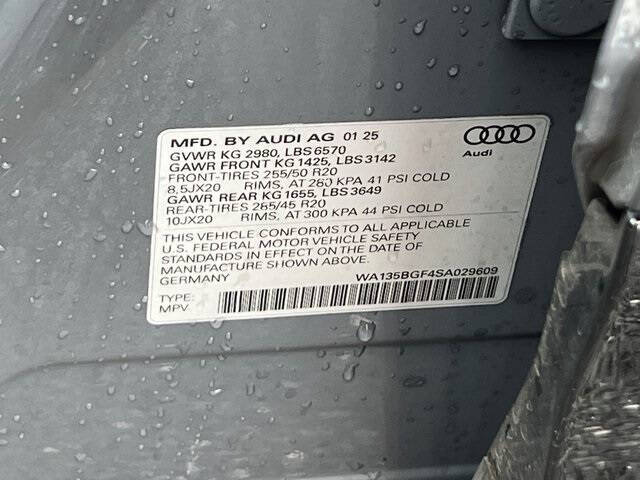 MFD. BY AUDI AG 01 25
GVWR KG 2980, LBS 6570
GAWR FRONT KG 1425, LBS 3142
FRONT-TIRES 255/50 R20
8,5JX20 RIMS, AT 280 KPA 41 PSI COLD
GAWR REAR KG 1655, LBS 3649
REAR-TIRES 265/45 R20
10JX20 RIMS, AT 300 KPA 44 PSI COLD
THIS VEHICLE CONFORMS TO ALL APPLICABLE
U.S. FEDERAL MOTOR VEHICLE SAFETY
STANDARDS IN EFFECT ON THE DATE OF
MANUFACTURE SHOWN ABOVE.
GERMANY WA135BGF4SA029609
TYPE:
MPV
Audi